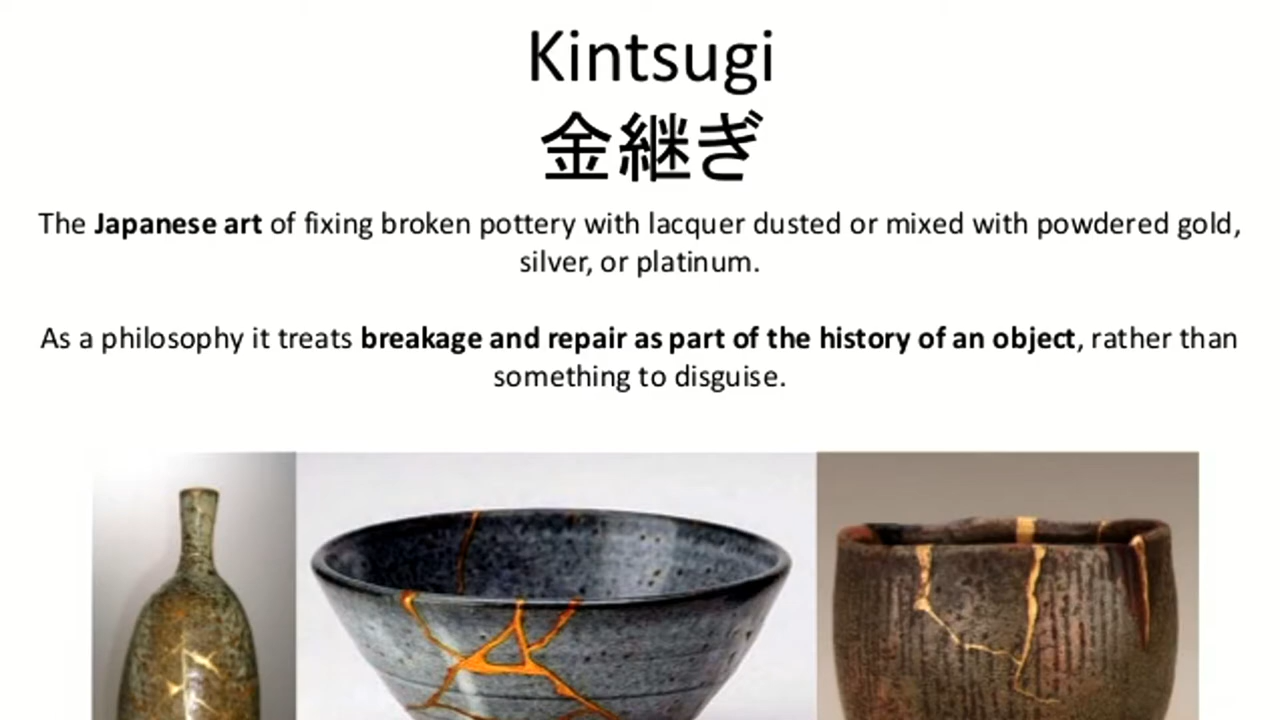 Kintsugi
金継ぎ
The Japanese art of fixing broken pottery with lacquer dusted or mixed with powdered gold,
silver, or platinum.
As a philosophy it treats breakage and repair as part of the history of an object, rather than
something to disguise.